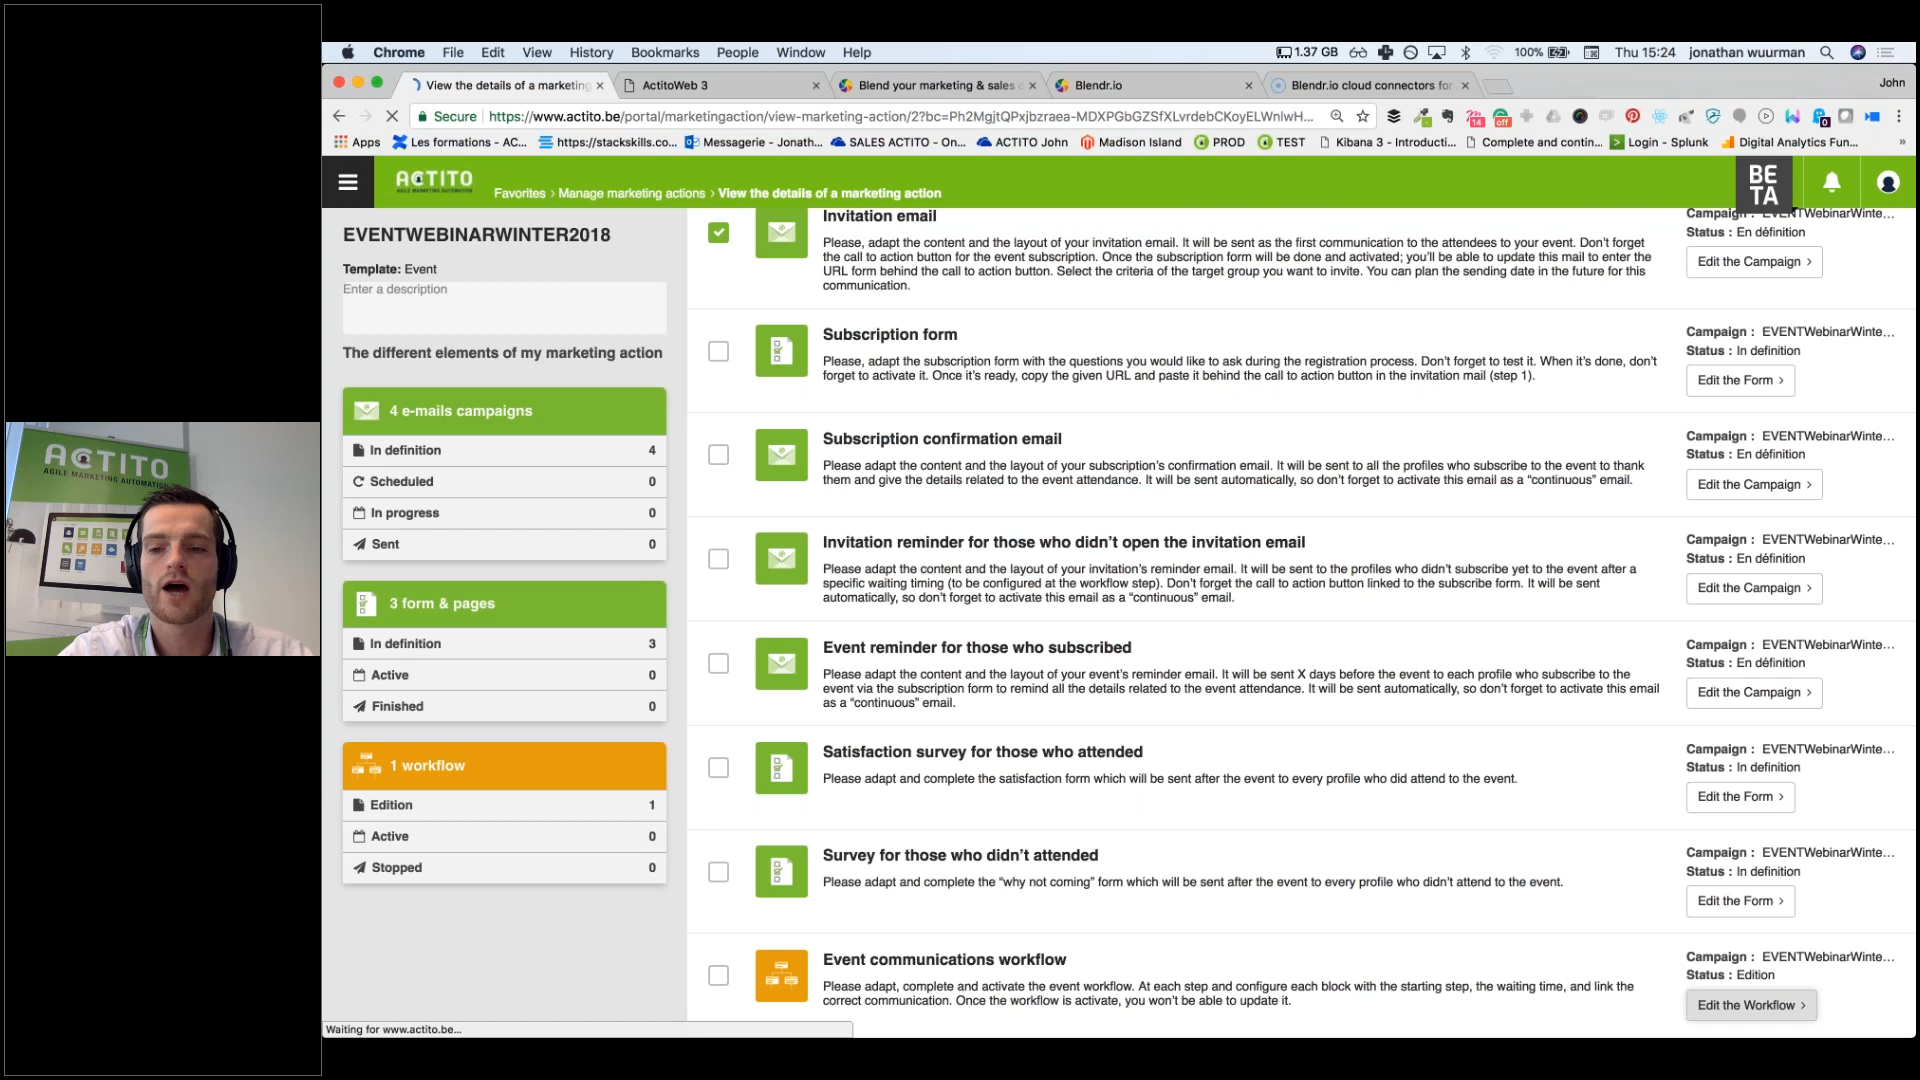 Chrome File Edit View History Bookmarks People Window Help
1.37 GB 100% Thu 15:24 jonathan wuurman
View the details of a marketing
ActitoWeb 3
Blend your marketing & sales
Blendr.io
Blendr.io cloud connectors for
John
Secure https://www.actito.be/portal/marketingaction/view-marketing-action/2?bc=Ph2MgjtQPxjbzraea-MDXPGbGZSfXLvrdebCKoyELWnlwH...
Apps Les formations - AC... https://stackskills.co... Messagerie - Jonath... SALES ACTITO - On... ACTITO John Madison Island PROD TEST Kibana 3 - Introducti... Complete and contin... Login - Splunk Digital Analytics Fun... »
ACTITO
AGILE MARKETING AUTOMATION
Favorites > Manage marketing actions > View the details of a marketing action
BE
TA
EVENTWEBINARWINTER2018
Template: Event
Enter a description
The different elements of my marketing action
4 e-mails campaigns
In definition 4
Scheduled 0
In progress 0
Sent 0
3 form & pages
In definition 3
Active 0
Finished 0
1 workflow
Edition 1
Active 0
Stopped 0
Invitation email
Please, adapt the content and the layout of your invitation email. It will be sent as the first communication to the attendees to your event. Don't forget
the call to action button for the event subscription. Once the subscription form will be done and activated; you'll be able to update this mail to enter the
URL form behind the call to action button. Select the criteria of the target group you want to invite. You can plan the sending date in the future for this
communication.
Campaign : EVENTWebinarWinte...
Status : En définition
Edit the Campaign >
Subscription form
Please, adapt the subscription form with the questions you would like to ask during the registration process. Don't forget to test it. When it's done, don't
forget to activate it. Once it's ready, copy the given URL and paste it behind the call to action button in the invitation mail (step 1).
Campaign : EVENTWebinarWinte...
Status : In definition
Edit the Form >
Subscription confirmation email
Please adapt the content and the layout of your subscription's confirmation email. It will be sent to all the profiles who subscribe to the event to thank
them and give the details related to the event attendance. It will be sent automatically, so don't forget to activate this email as a “continuous” email.
Campaign : EVENTWebinarWinte...
Status : En définition
Edit the Campaign >
Invitation reminder for those who didn't open the invitation email
Please adapt the content and the layout of your invitation's reminder email. It will be sent to the profiles who didn't subscribe yet to the event after a
specific waiting timing (to be configured at the workflow step). Don't forget the call to action button linked to the subscribe form. It will be sent
automatically, so don't forget to activate this email as a “continuous” email.
Campaign : EVENTWebinarWinte...
Status : En définition
Edit the Campaign >
Event reminder for those who subscribed
Please adapt the content and the layout of your event's reminder email. It will be sent X days before the event to each profile who subscribe to the
event via the subscription form to remind all the details related to the event attendance. It will be sent automatically, so don't forget to activate this email
as a “continuous” email.
Campaign : EVENTWebinarWinte...
Status : En définition
Edit the Campaign >
Satisfaction survey for those who attended
Please adapt and complete the satisfaction form which will be sent after the event to every profile who did attend to the event.
Campaign : EVENTWebinarWinte...
Status : In definition
Edit the Form >
Survey for those who didn't attended
Please adapt and complete the “why not coming” form which will be sent after the event to every profile who didn't attend to the event.
Campaign : EVENTWebinarWinte...
Status : In definition
Edit the Form >
Event communications workflow
Please adapt, complete and activate the event workflow. At each step and configure each block with the starting step, the waiting time, and link the
correct communication. Once the workflow is activate, you won't be able to update it.
Campaign : EVENTWebinarWinte...
Status : Edition
Edit the Workflow >
Waiting for www.actito.be...
ACTITO
AGILE MARKETING AUTOMA